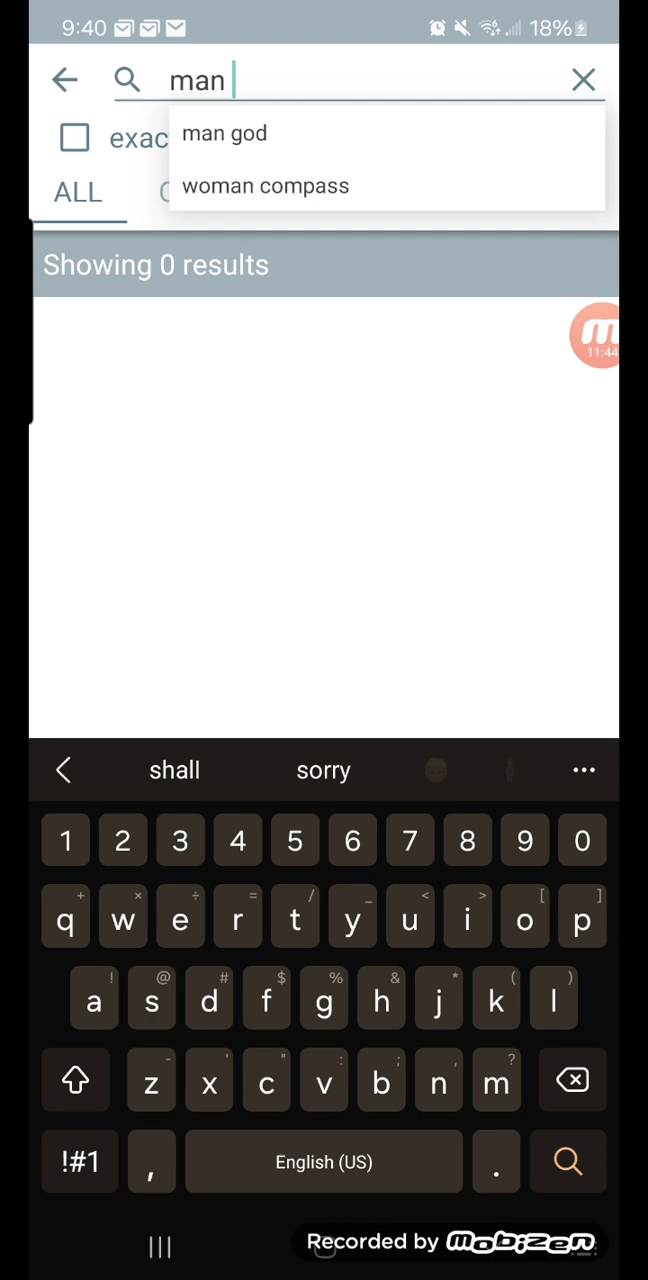 9:40 18%
man
exac
man god
woman compass
ALL
Showing 0 results
11:44
shall sorry
1 2 3 4 5 6 7 8 9 0
+ × ÷ = / _ < > [ ]
q w e r t y u i o p
! @ # $ % & * ( )
a s d f g h j k l
- ' " : ; , ?
z x c v b n m
!#1 , English (US) .
Recorded by mobizen